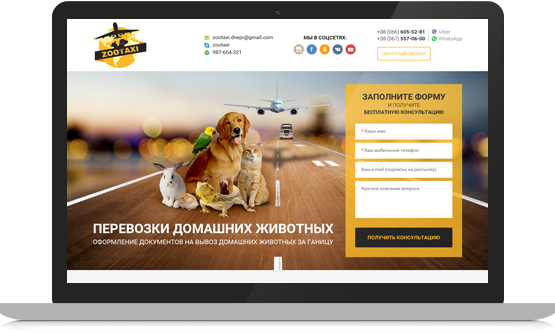 ZOOTAXI
zootaxi.dnepr@gmail.com
zootaxi
987-654-321
МЫ В СОЦСЕТЯХ:
+38 (066) 605-52-81 Viber
+38 (067) 557-06-00 WhatsApp
ОБРАТНЫЙ ЗВОНОК
ЗАПОЛНИТЕ ФОРМУ
И ПОЛУЧИТЕ
БЕСПЛАТНУЮ КОНСУЛЬТАЦИЮ
* Ваше имя
* Ваш мобильный телефон
Ваш e-mail (подписка на рассылку)
Краткое описание вопроса
ПОЛУЧИТЬ КОНСУЛЬТАЦИЮ
ПЕРЕВОЗКИ ДОМАШНИХ ЖИВОТНЫХ
ОФОРМЛЕНИЕ ДОКУМЕНТОВ НА ВЫВОЗ ДОМАШНИХ ЖИВОТНЫХ ЗА ГАНИЦУ